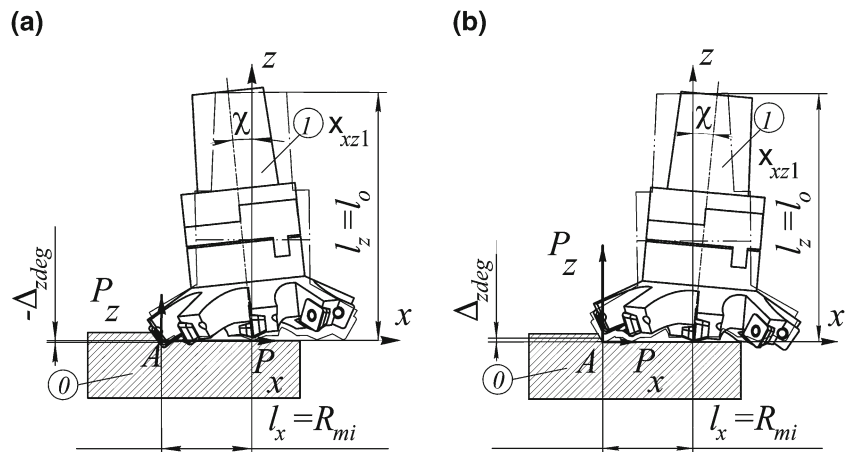 (a)
z
χ
1
x_xz1
l_z = l_o
-Δ_zdeg
P_z
x
A
P_x
0
l_x = R_mi
(b)
z
χ
1
x_xz1
l_z = l_o
Δ_zdeg
P_z
x
A
P_x
0
l_x = R_mi